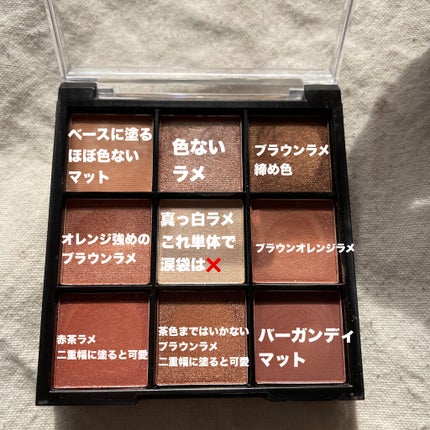 ベースに塗る
ほぼ色ない
マット
色ない
ラメ
ブラウンラメ
締め色
オレンジ強めの
ブラウンラメ
真っ白ラメ
これ単体で
涙袋は❌
ブラウンオレンジラメ
赤茶ラメ
二重幅に塗ると可愛
茶色まではいかない
ブラウンラメ
二重幅に塗ると可愛
バーガンディ
マット